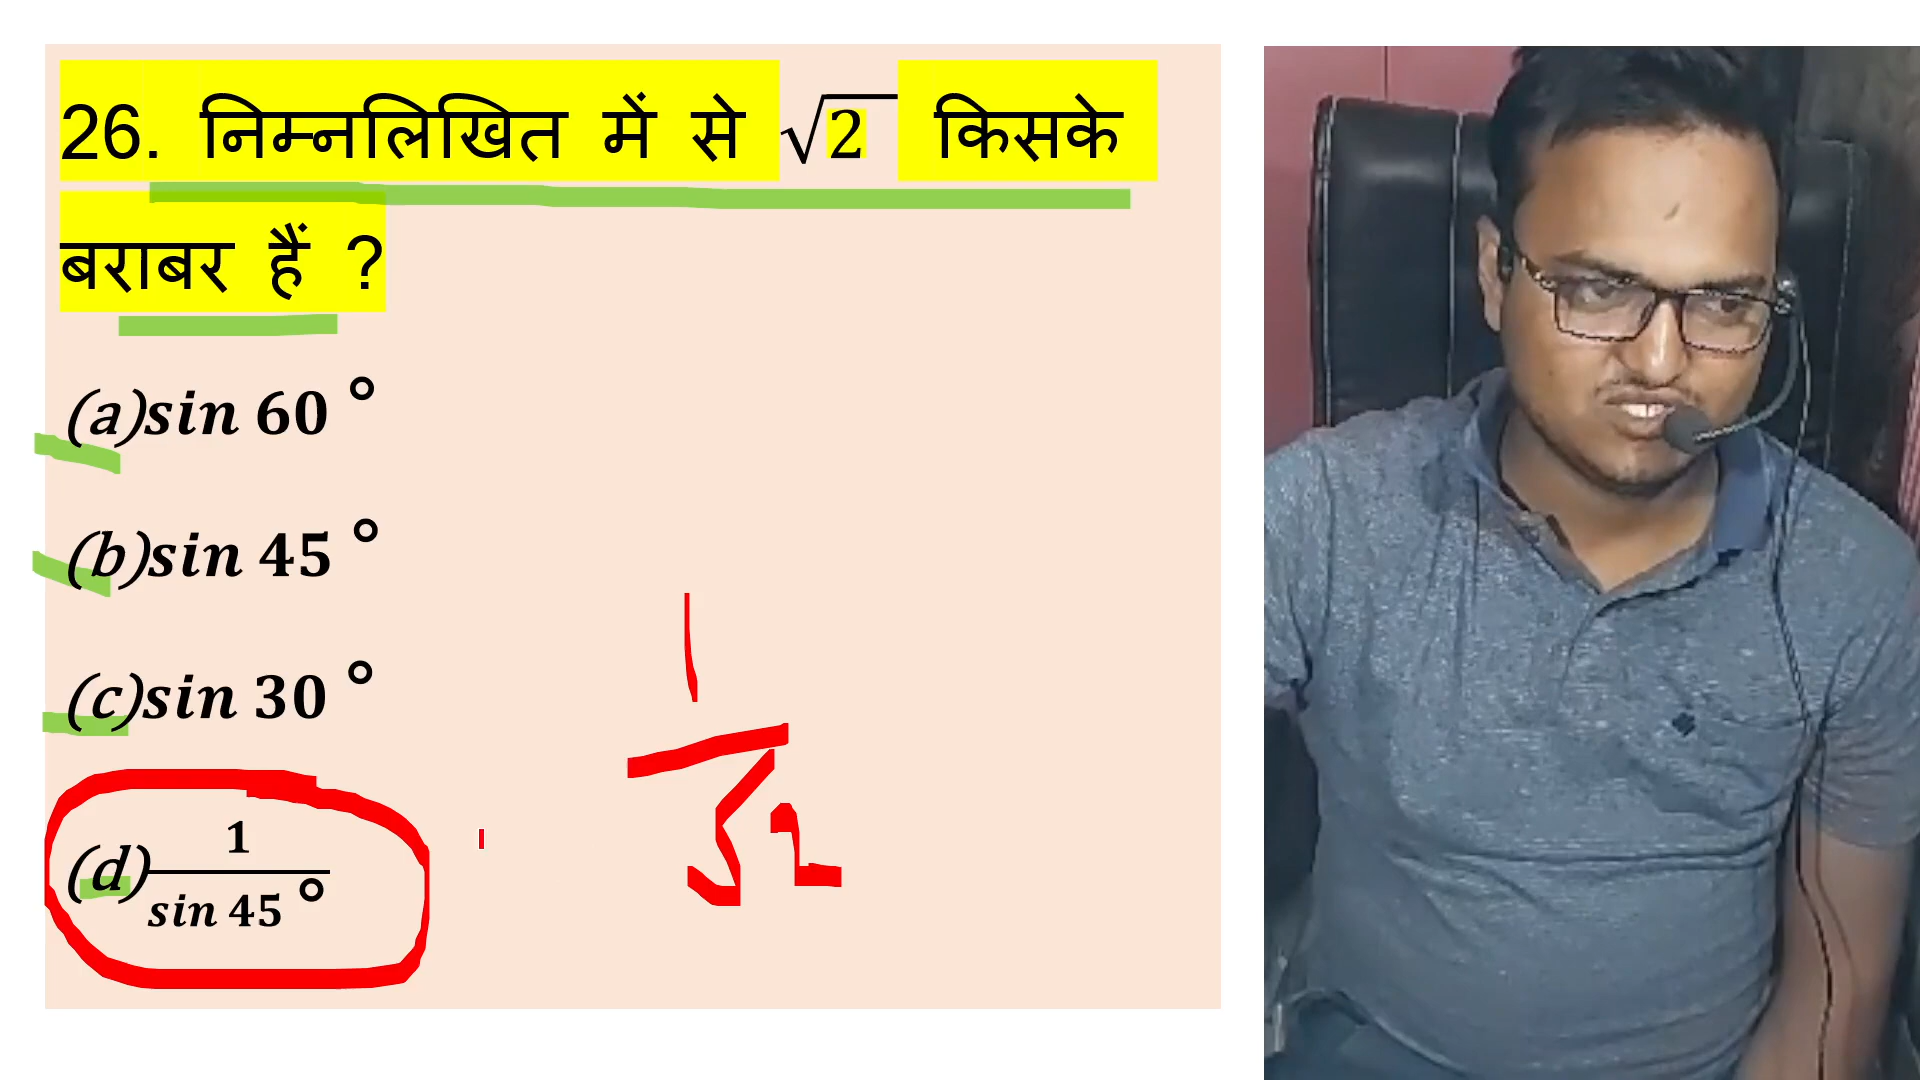 26. निम्नलिखित में से √2 किसके
बराबर हैं ?
(a)sin 60°
(b)sin 45°
(c)sin 30°
(d) 1/sin 45°
1/√2